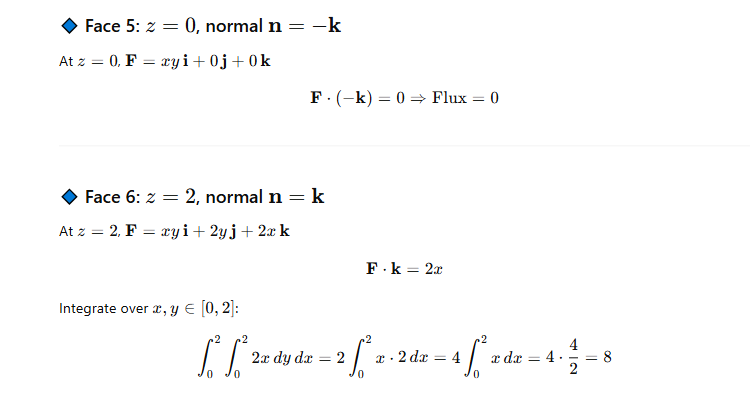 Face 5: z = 0, normal n = −k
At z = 0, F = xy i + 0 j + 0 k
F · (−k) = 0 ⇒ Flux = 0
Face 6: z = 2, normal n = k
At z = 2, F = xy i + 2y j + 2x k
F · k = 2x
Integrate over x, y ∈ [0, 2]:
∫₀² ∫₀² 2x dy dx = 2 ∫₀² x · 2 dx = 4 ∫₀² x dx = 4 · 4/2 = 8